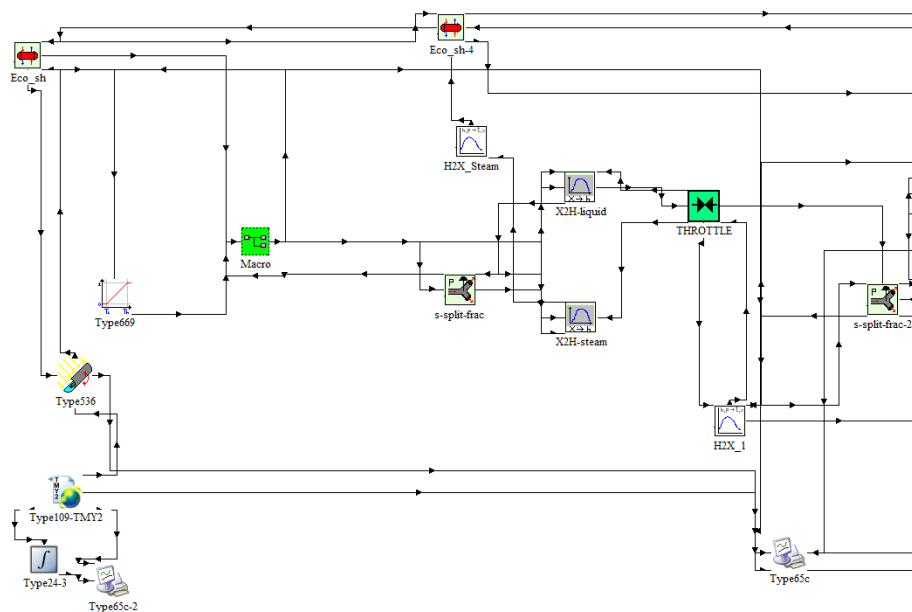 Eco_sh-4
Eco_sh
h,P→T,x
H2X_Steam
X→h
X2H-liquid
THROTTLE
Macro
P
s-split-frac
P
s-split-frac-2
Type669
X→h
X2H-steam
Type536
h,P→T,x
H2X_1
TMY2
Type109-TMY2
∫
Type24-3
Type65c-2
Type65c